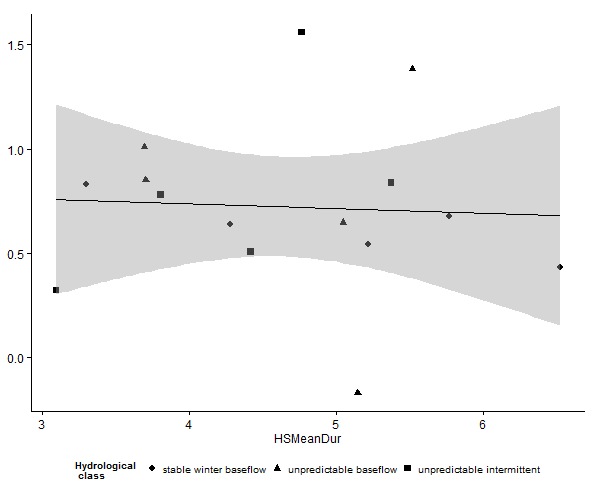 1.5
1.0
0.5
0.0
3 4 5 6
HSMeanDur
Hydrological class stable winter baseflow unpredictable baseflow unpredictable intermittent